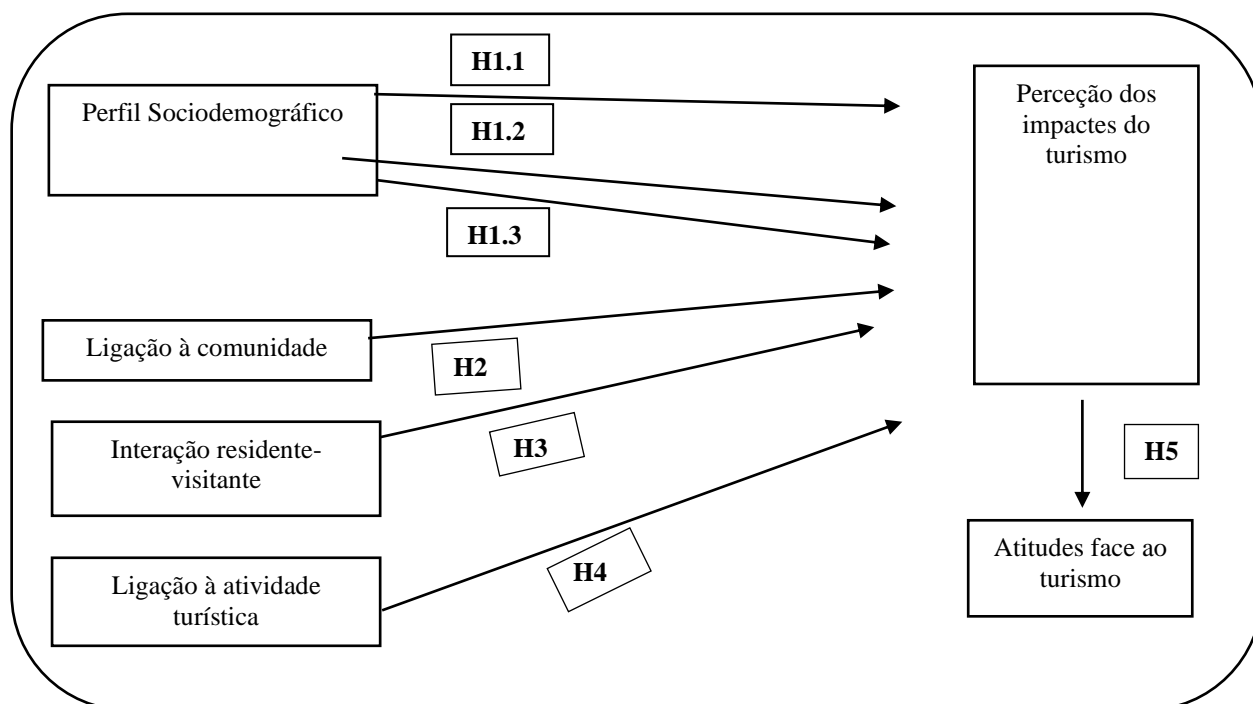 H1.1
Perfil Sociodemográfico
H1.2
H1.3
Perceção dos
impactes do
turismo
Ligação à comunidade
H2
Interação residente-
visitante
H3
H5
Ligação à atividade
turística
H4
Atitudes face ao
turismo